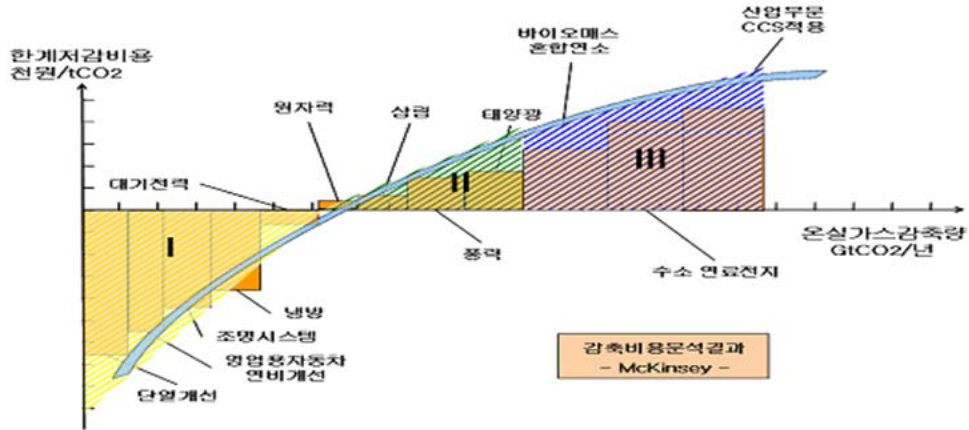 산업부문
CCS적용
바이오매스
혼합연소
한계저감비용
천원/tCO2
원자력
삼림
태양광
대기전력
I
II
III
풍력
온실가스감축량
GtCO2/년
수소 연료전지
냉방
조명시스템
영업용자동차
연비개선
단열개선
감축비용분석결과
- McKinsey -